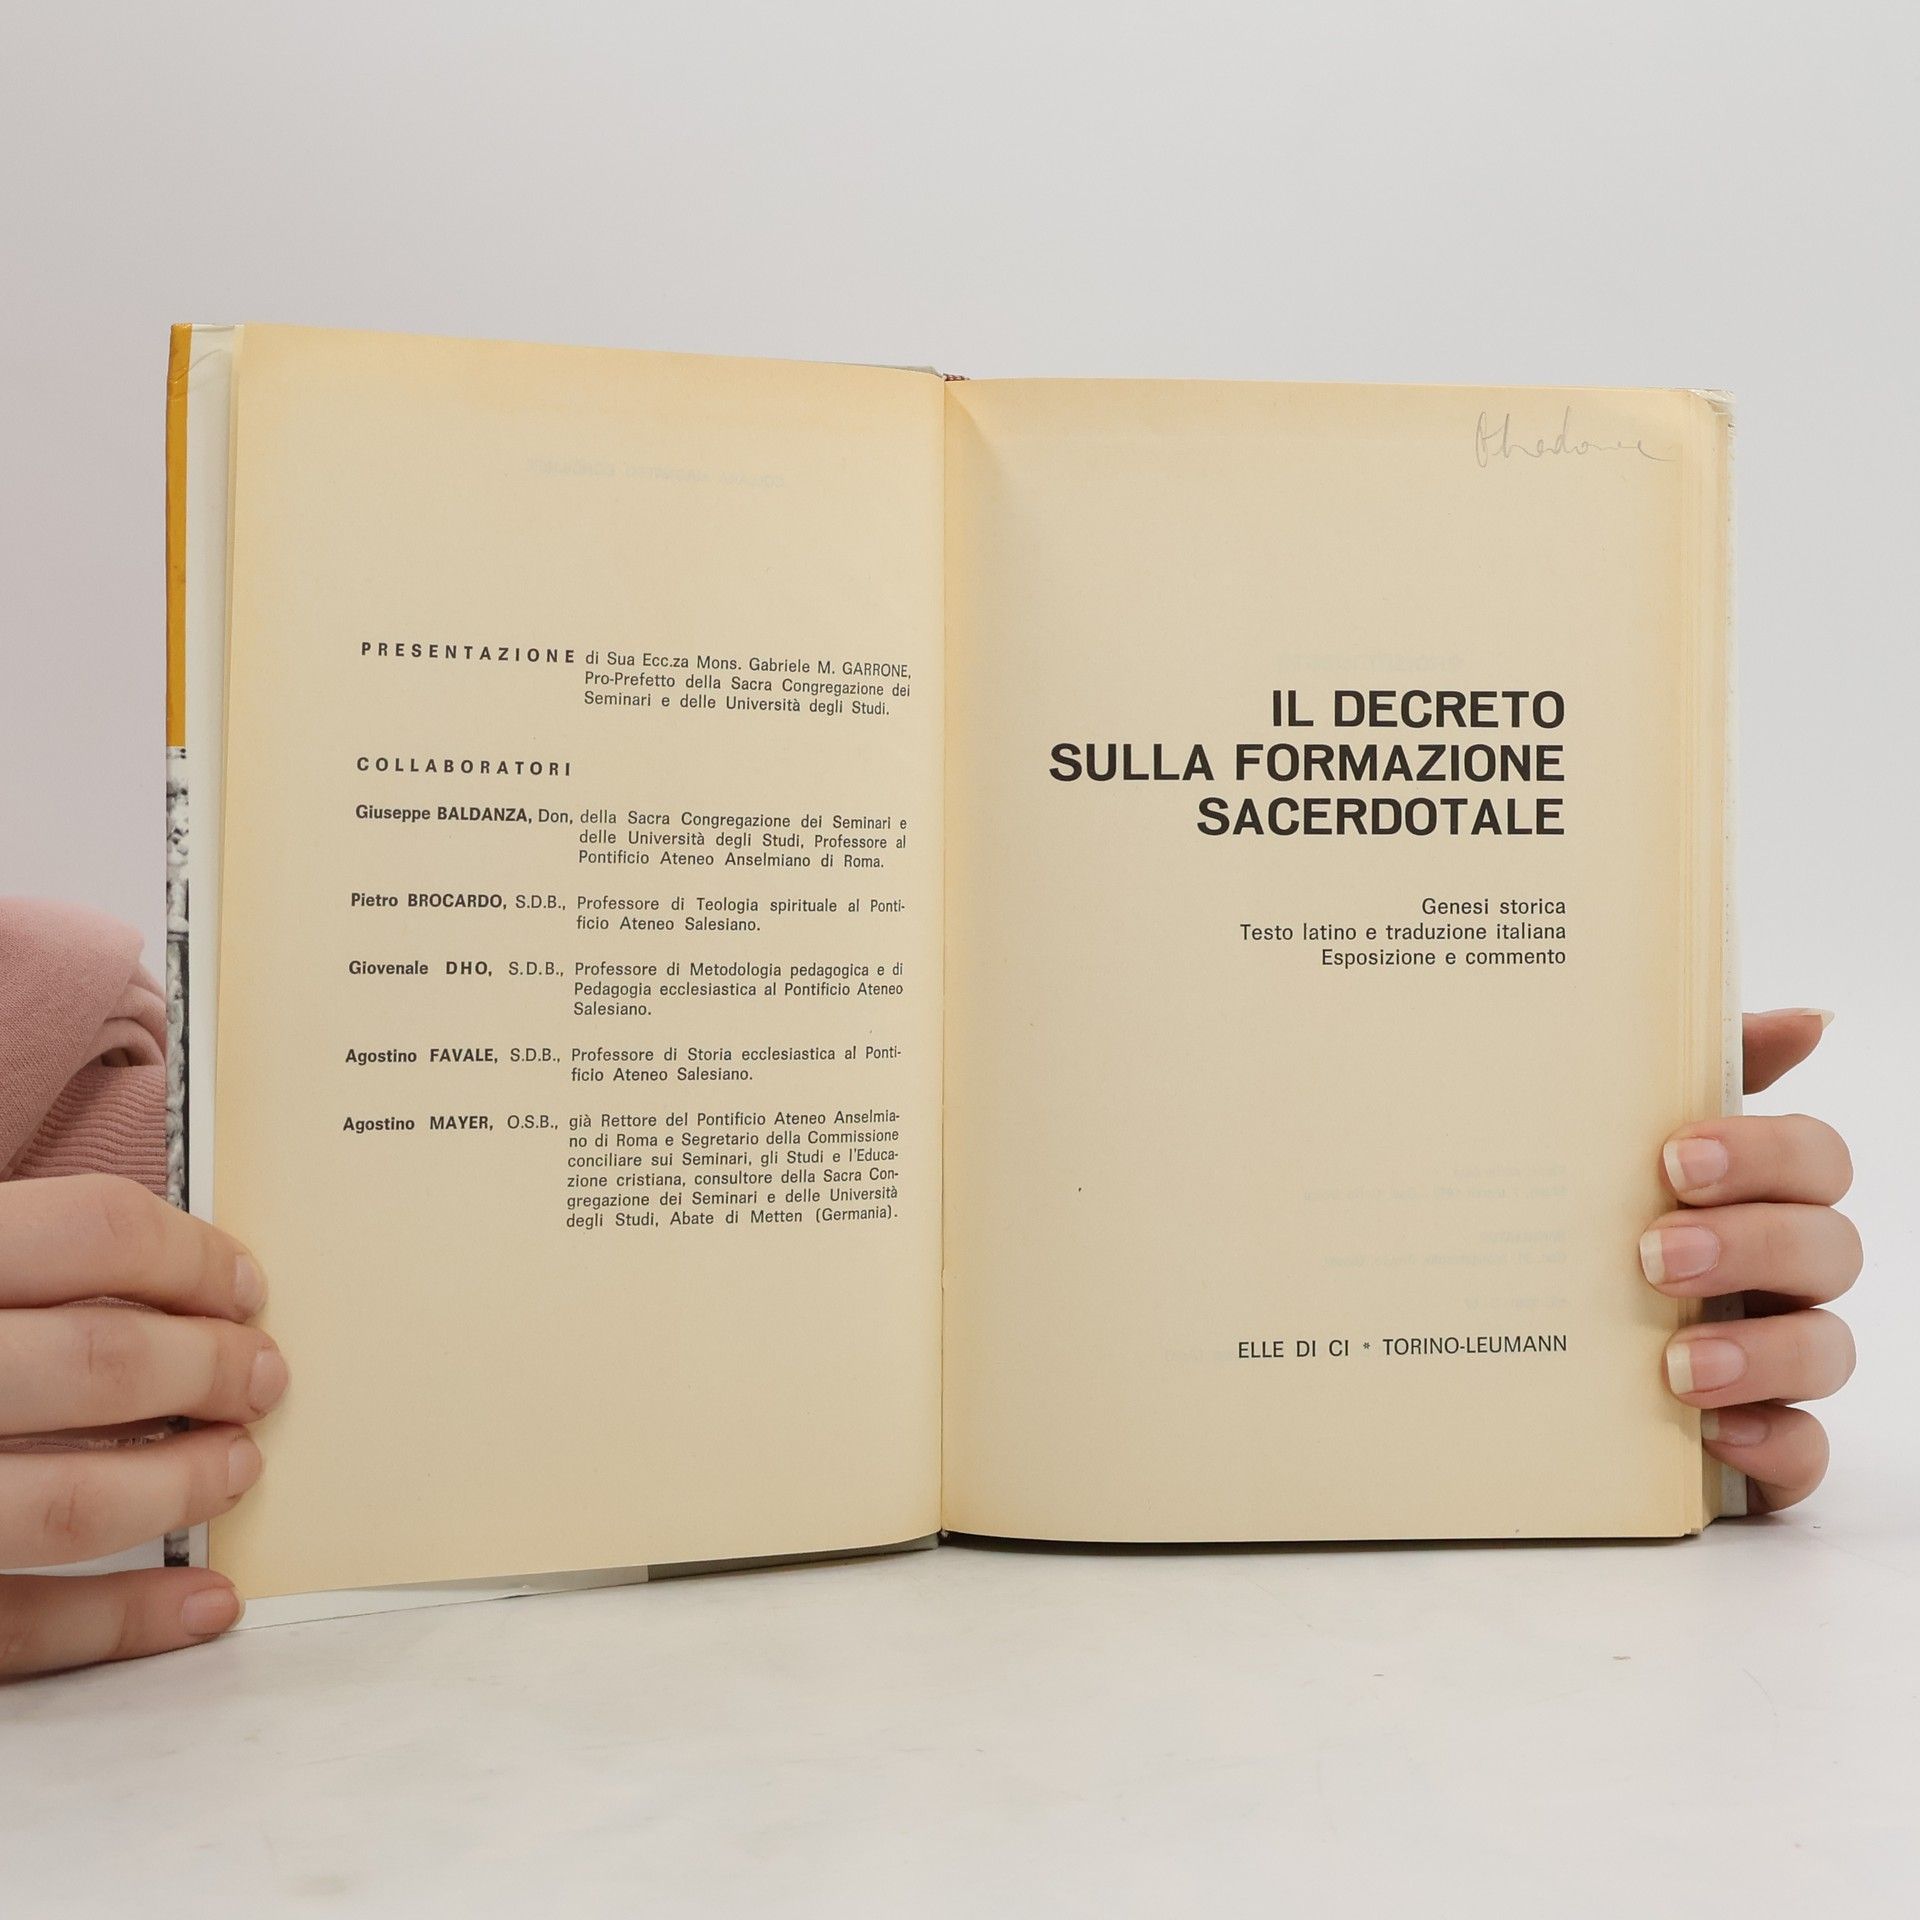 PRESENTAZIONE di Sua Ecc.za Mons. Gabriele M. GARRONE,
Pro-Prefetto della Sacra Congregazione dei
Seminari e delle Università degli Studi.
COLLABORATORI
Giuseppe BALDANZA, Don, della Sacra Congregazione dei Seminari e
delle Università degli Studi, Professore al
Pontificio Ateneo Anselmiano di Roma.
Pietro BROCARDO, S.D.B., Professore di Teologia spirituale al Ponti-
ficio Ateneo Salesiano.
Giovenale DHO, S.D.B., Professore di Metodologia pedagogica e di
Pedagogia ecclesiastica al Pontificio Ateneo
Salesiano.
Agostino FAVALE, S.D.B., Professore di Storia ecclesiastica al Ponti-
ficio Ateneo Salesiano.
Agostino MAYER, O.S.B., già Rettore del Pontificio Ateneo Anselmia-
no di Roma e Segretario della Commissione
conciliare sui Seminari, gli Studi e l'Educa-
zione cristiana, consultore della Sacra Con-
gregazione dei Seminari e delle Università
degli Studi, Abate di Metten (Germania).
IL DECRETO
SULLA FORMAZIONE
SACERDOTALE
Genesi storica
Testo latino e traduzione italiana
Esposizione e commento
ELLE DI CI * TORINO-LEUMANN